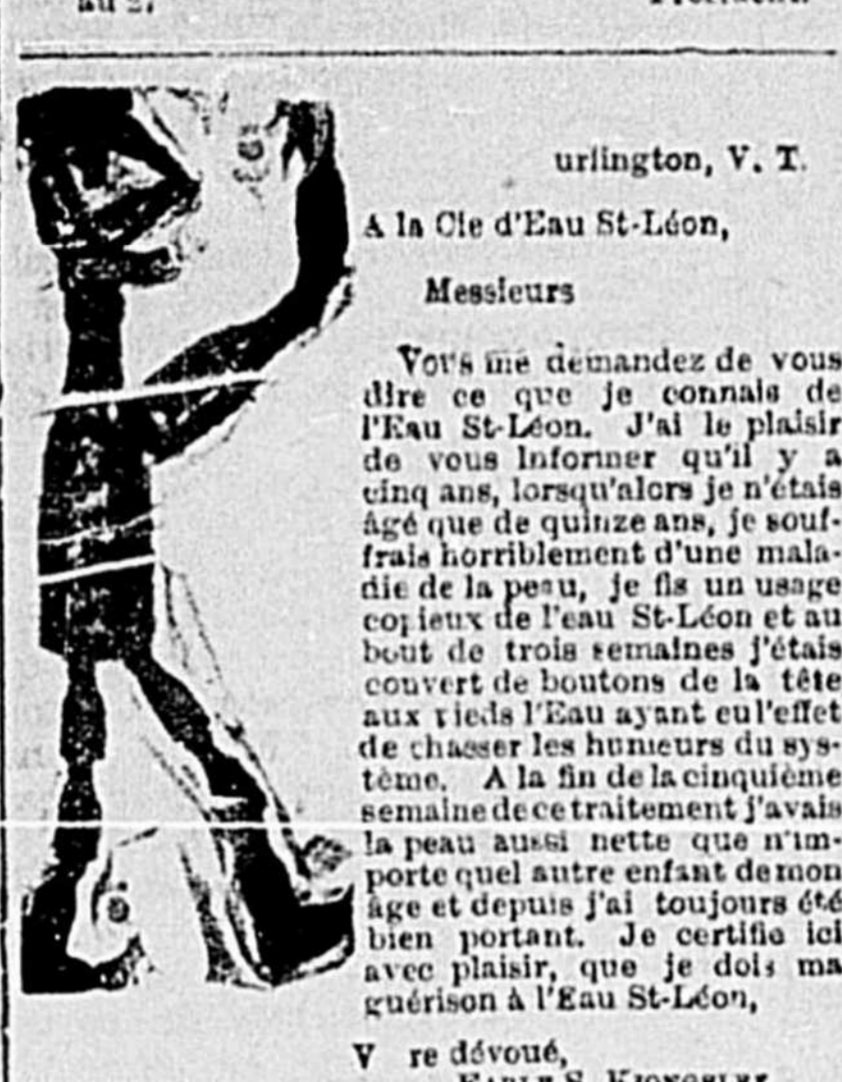 urlington, V. T.
A la Cie d'Eau St-Léon,
Messieurs
Vous me demandez de vous
dire ce que je connais de
l'Eau St-Léon. J'ai le plaisir
de vous Informer qu'il y a
cinq ans, lorsqu'alors je n'étais
âgé que de quinze ans, je souf-
frais horriblement d'une mala-
die de la peau, je fis un usage
copieux de l'eau St-Léon et au
bout de trois semaines j'étais
couvert de boutons de la tête
aux pieds l'Eau ayant eu l'effet
de chasser les humeurs du sys-
tème. A la fin de la cinquième
semaine de ce traitement j'avais
la peau aussi nette que n'im-
porte quel autre enfant de mon
âge et depuis j'ai toujours été
bien portant. Je certifie ici
avec plaisir, que je dois ma
guérison à l'Eau St-Léon,
V re dévoué,